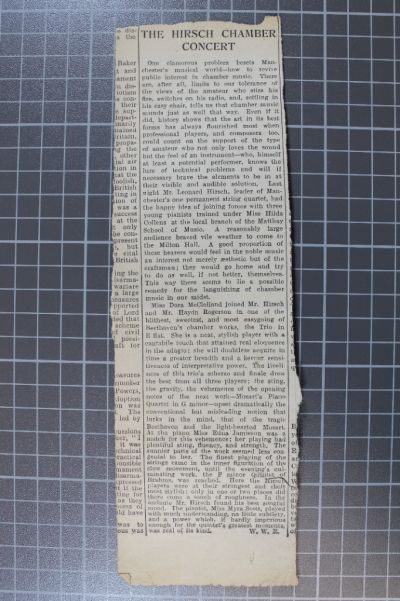 THE HIRSCH CHAMBER
CONCERT
One clamorous problem besets Man-
chester's musical world—how to revive
public interest in chamber music. There
are, after all, limits to our tolerance of
the views of the amateur who stirs his
fire, switches on his radio, and, settling in
his easy chair, tells us that chamber music
sounds just as well that way. Even if it
did, history shows that the art in its best
forms has always flourished most when
professional players, and composers too,
could count on the support of the type
of amateur who not only loves the sound
but the feel of an instrument—who, himself
at least a potential performer, knows the
lure of technical problems and will if
necessary brave the elements to be in at
their visible and audible solution. Last
night Mr. Leonard Hirsch, leader of Man-
chester's one permanent string quartet, had
the happy idea of joining forces with three
young pianists trained under Miss Hilda
Collens at the local branch of the Matthay
School of Music. A reasonably large
audience braved vile weather to come to
the Milton Hall. A good proportion of
these hearers would feel in the noble music
an interest not merely æsthetic but of the
craftsman; they would go home and try
to do as well, if not better, themselves.
This way there seems to lie a possible
remedy for the languishing of chamber
music in our midst.
Miss Dora McClelland joined Mr. Hirsch
and Mr. Haydn Rogerson in one of the
blithest, sweetest, and most easygoing of
Beethoven's chamber works, the Trio in
E flat. She is a neat, stylish player with a
cantabile touch that attained real eloquence
in the adagio; she will doubtless acquire in
time a greater breadth and a keener sensi-
tiveness of interpretative power. The liveli-
ness of this trio's scherzo and finale drew
the best from all three players; the sting,
the gravity, the vehemence of the opening
notes of the next work—Mozart's Piano
Quartet in G minor—upset dramatically the
conventional but misleading notion that
lurks in the mind, that of the tragic
Beethoven and the light-hearted Mozart.
At the piano Miss Edna Jamieson was a
match for this vehemence; her playing had
plentiful sting, fluency, and strength. The
sunnier parts of the work seemed less con-
genial to her. The finest playing of the
strings came in the inner figurations of the
slow movement, until the evening's cul-
minating work, the F minor Quintet of
Brahms, was reached. Here the Hirsch
players were at their strongest and their
most stylish; only in one or two places did
there come a touch of roughness. In the
andante Mr. Hirsch found his best singing
mood. The pianist, Miss Myra Scott, played
with much understanding, no little subtlety,
and a power which, if hardly imperious
enough for the quintet's greatest moments,
was real of its kind. W. W. R.